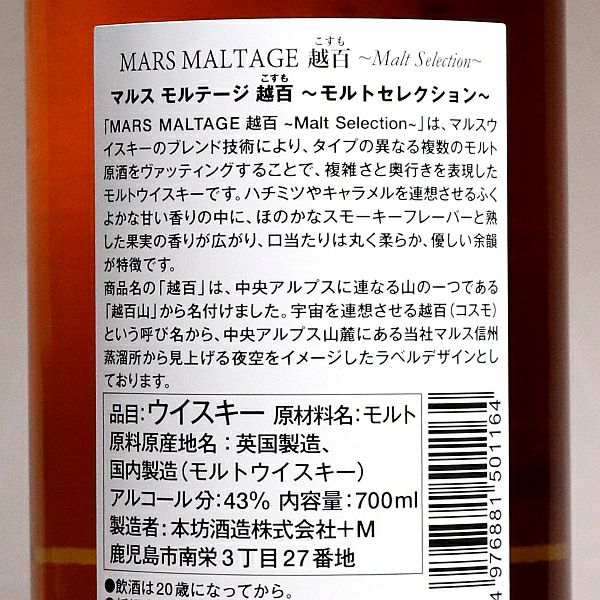 こすも
MARS MALTAGE 越百 ~Malt Selection~
こすも
マルス モルテージ 越百 ～モルトセレクション～
「MARS MALTAGE 越百 ~Malt Selection~」は、マルスウ
イスキーのブレンド技術により、タイプの異なる複数のモルト
原酒をヴァッティングすることで、複雑さと奥行きを表現した
モルトウイスキーです。ハチミツやキャラメルを連想させるふく
よかな甘い香りの中に、ほのかなスモーキーフレーバーと熟
した果実の香りが広がり、口当たりは丸く柔らか、優しい余韻
が特徴です。
商品名の「越百」は、中央アルプスに連なる山の一つである
「越百山」から名付けました。宇宙を連想させる越百（コスモ）
という呼び名から、中央アルプス山麓にある当社マルス信州
蒸溜所から見上げる夜空をイメージしたラベルデザインとし
ております。
品目：ウイスキー 原材料名：モルト
原料原産地名：英国製造、
国内製造（モルトウイスキー）
アルコール分：43% 内容量：700ml
製造者：本坊酒造株式会社＋M
鹿児島市南栄3丁目27番地
●飲酒は20歳になってから。
4 976881 501164